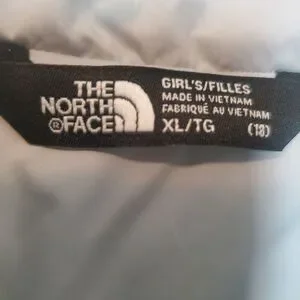 THE
NORTH
FACE
GIRL'S/FILLES
MADE IN VIETNAM
FABRIQUÉ AU VIETNAM
XL/TG (18)